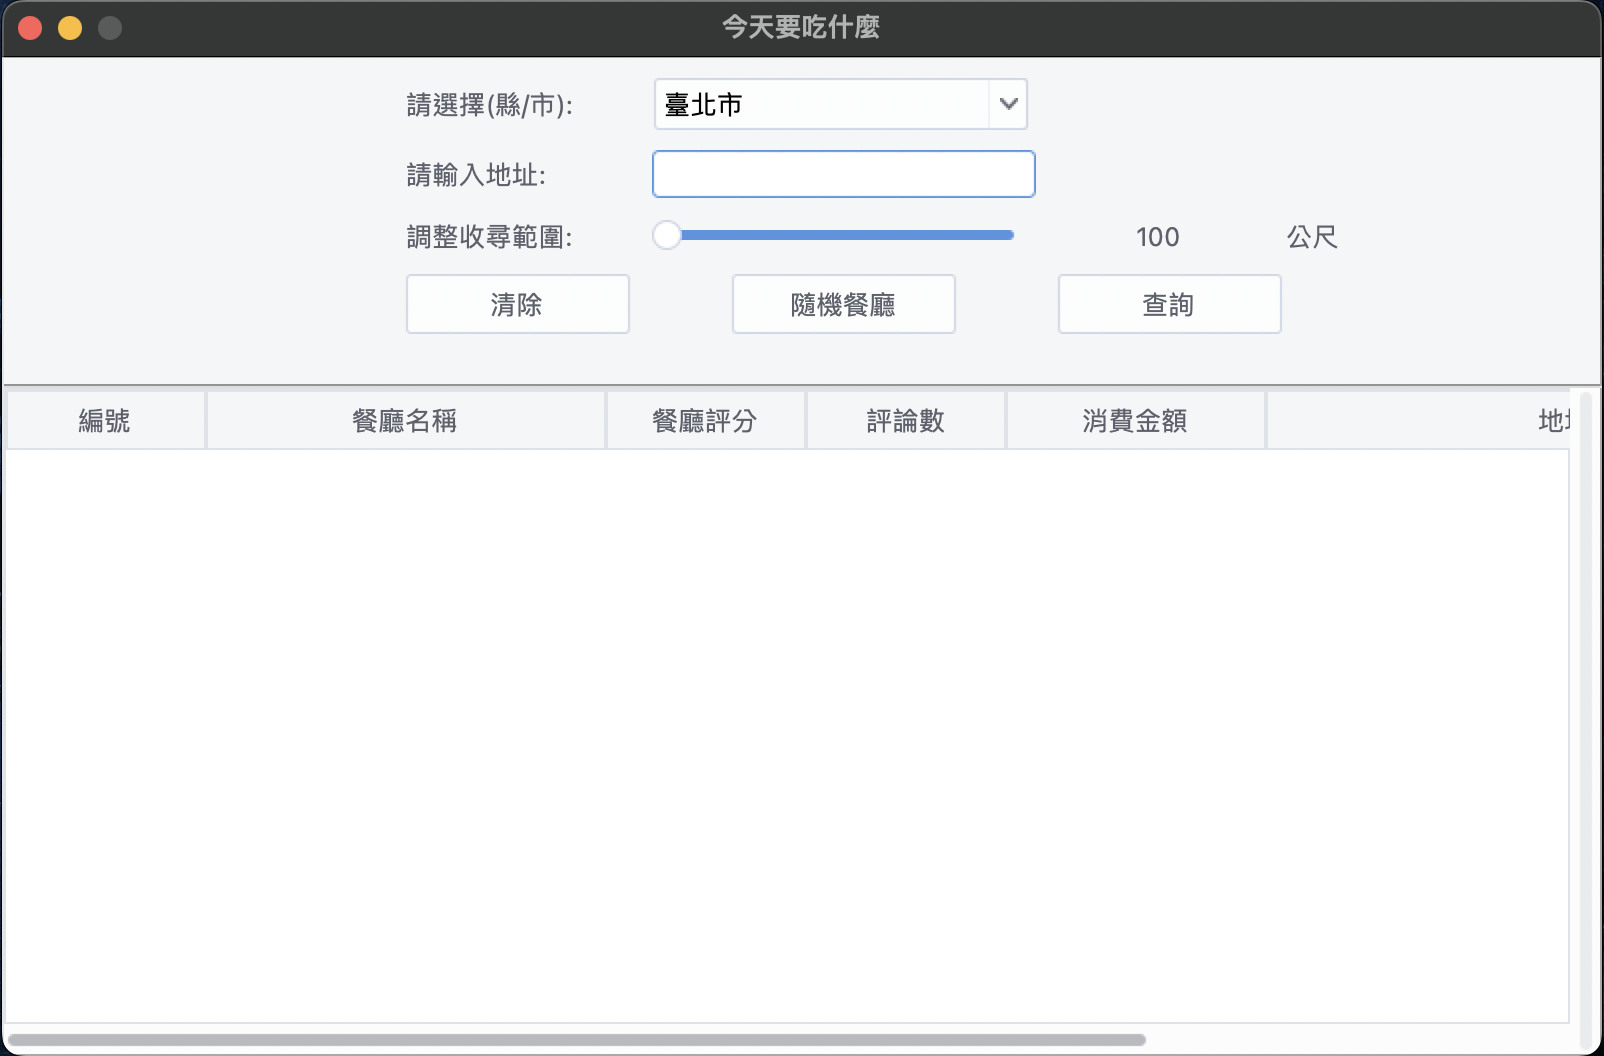 今天要吃什麼
請選擇(縣/市): 臺北市
請輸入地址:
調整收尋範圍: 100 公尺
清除 隨機餐廳 查詢
編號 餐廳名稱 餐廳評分 評論數 消費金額 地